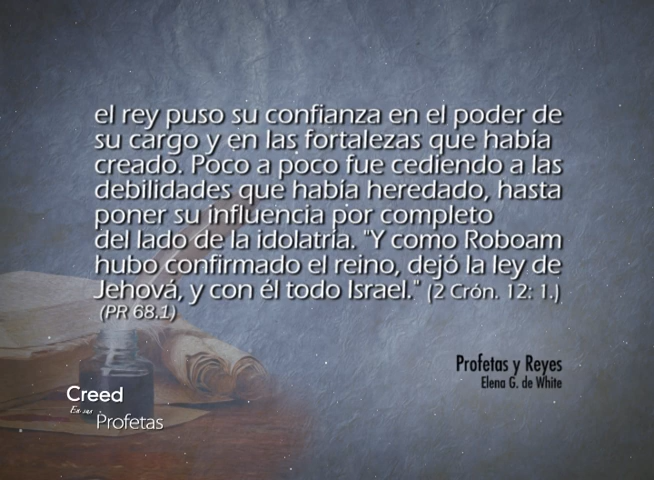 el rey puso su confianza en el poder de
su cargo y en las fortalezas que había
creado. Poco a poco fue cediendo a las
debilidades que había heredado, hasta
poner su influencia por completo
del lado de la idolatría. "Y como Roboam
hubo confirmado el reino, dejó la ley de
Jehová, y con él todo Israel." (2 Crón. 12: 1.)
(PR 68.1)
Profetas y Reyes
Elena G. de White
Creed
En sus
Profetas